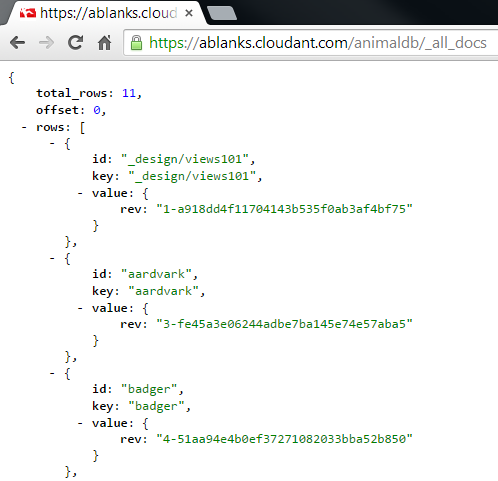 https://ablanks.cloudant.c ×
https://ablanks.cloudant.com/animaldb/_all_docs
{
total_rows: 11,
offset: 0,
- rows: [
- {
id: "_design/views101",
key: "_design/views101",
- value: {
rev: "1-a918dd4f11704143b535f0ab3af4bf75"
}
},
- {
id: "aardvark",
key: "aardvark",
- value: {
rev: "3-fe45a3e06244adbe7ba145e74e57aba5"
}
},
- {
id: "badger",
key: "badger",
- value: {
rev: "4-51aa94e4b0ef37271082033bba52b850"
}
},